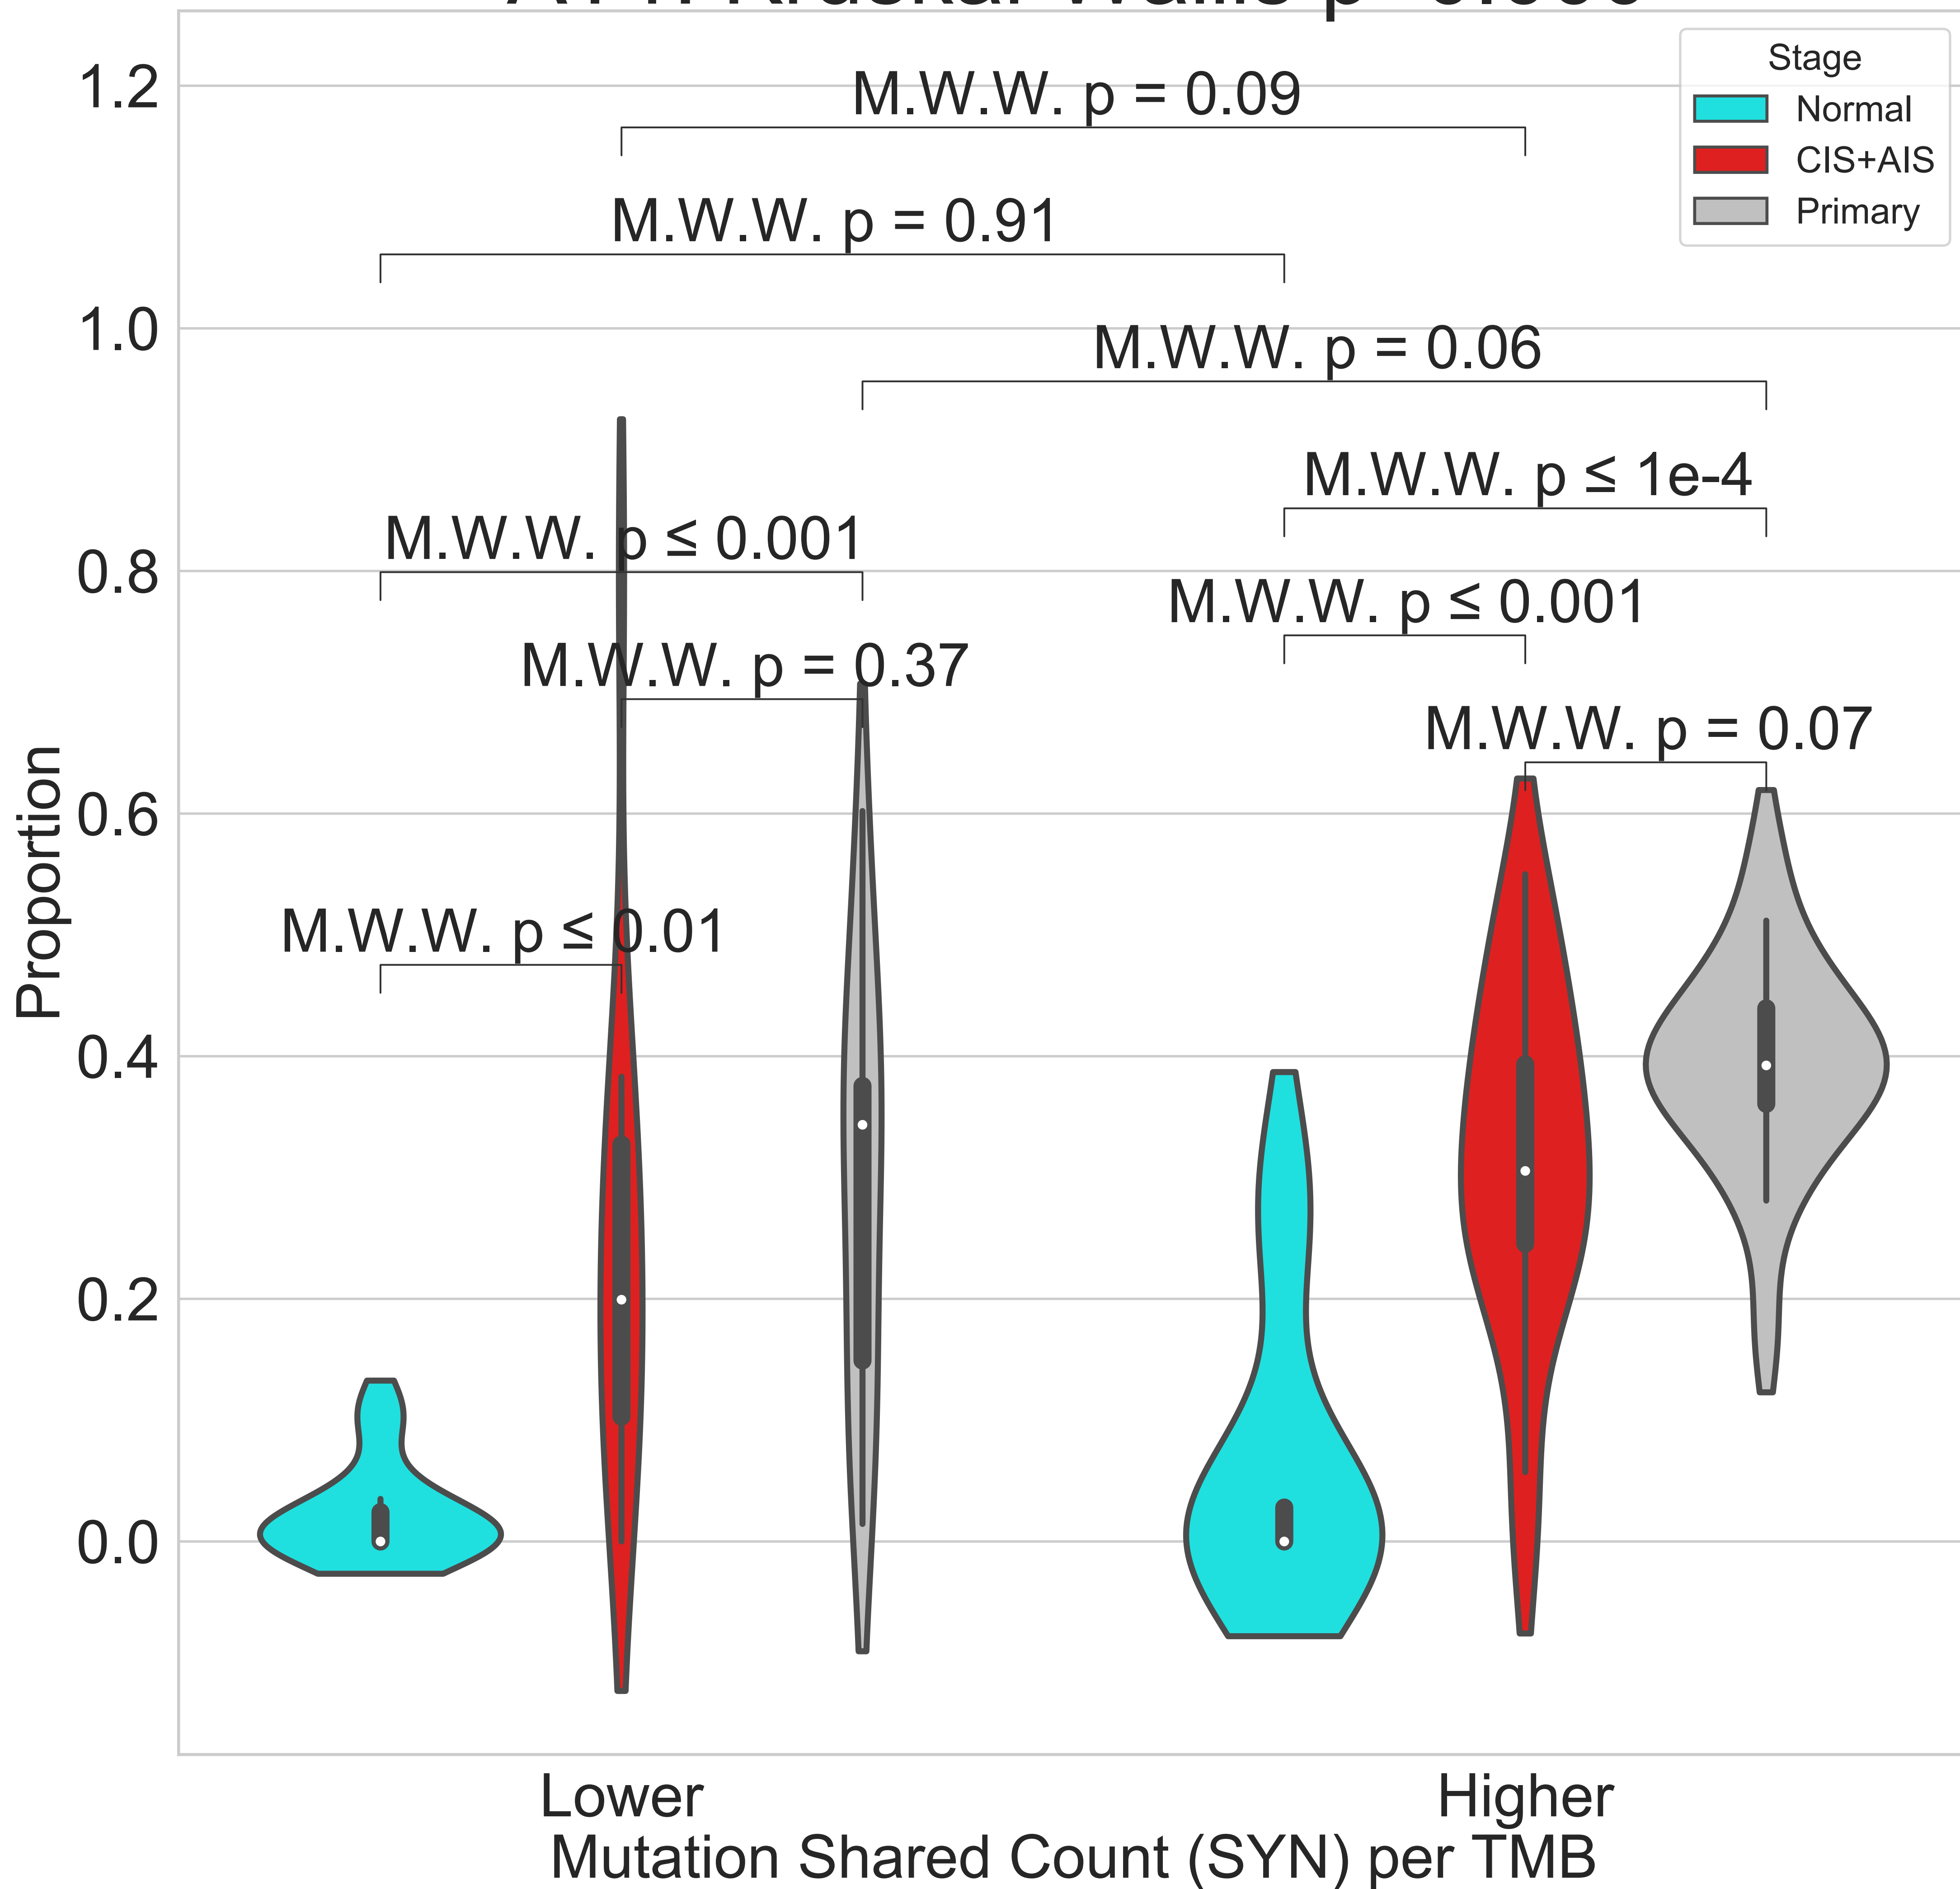 Stage
Normal
CIS+AIS
Primary
1.2
1.0
0.8
0.6
0.4
0.2
0.0
Proportion
M.W.W. p = 0.09
M.W.W. p = 0.91
M.W.W. p = 0.06
M.W.W. p ≤ 1e-4
M.W.W. p ≤ 0.001
M.W.W. p ≤ 0.001
M.W.W. p = 0.37
M.W.W. p = 0.07
M.W.W. p ≤ 0.01
Lower
Higher
Mutation Shared Count (SYN) per TMB